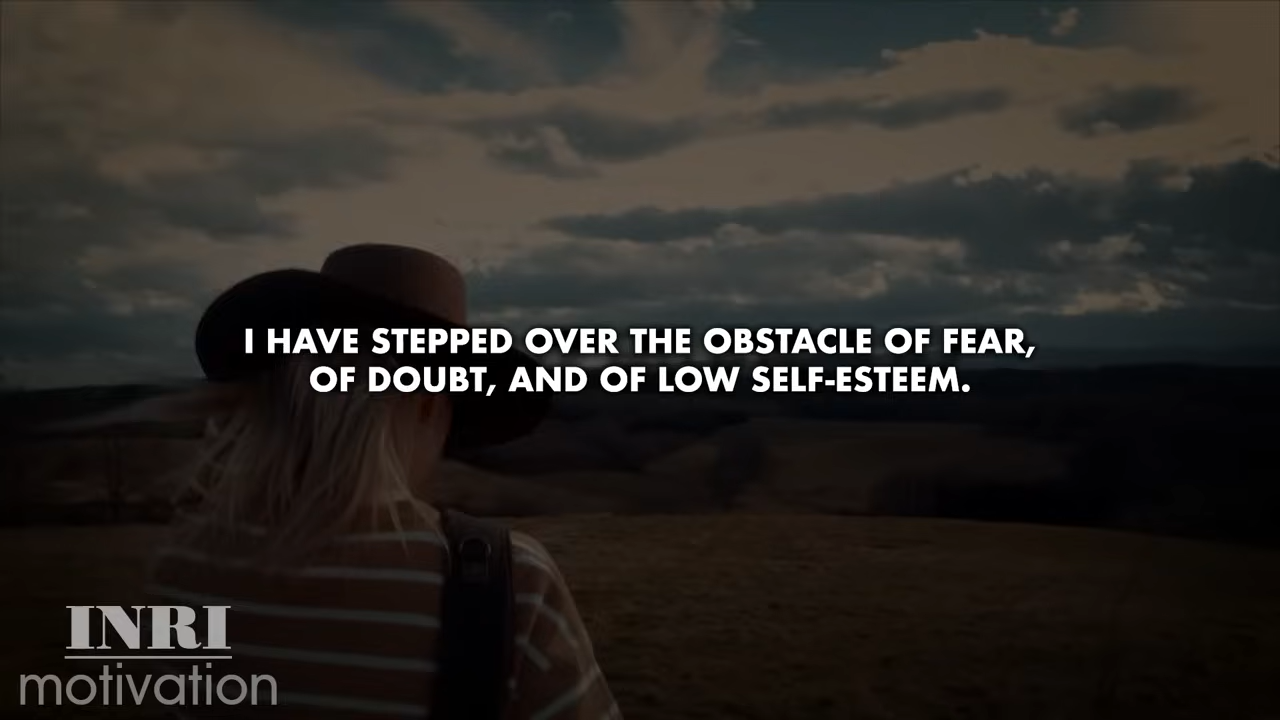 I HAVE STEPPED OVER THE OBSTACLE OF FEAR,
OF DOUBT, AND OF LOW SELF-ESTEEM.
INRI
motivation